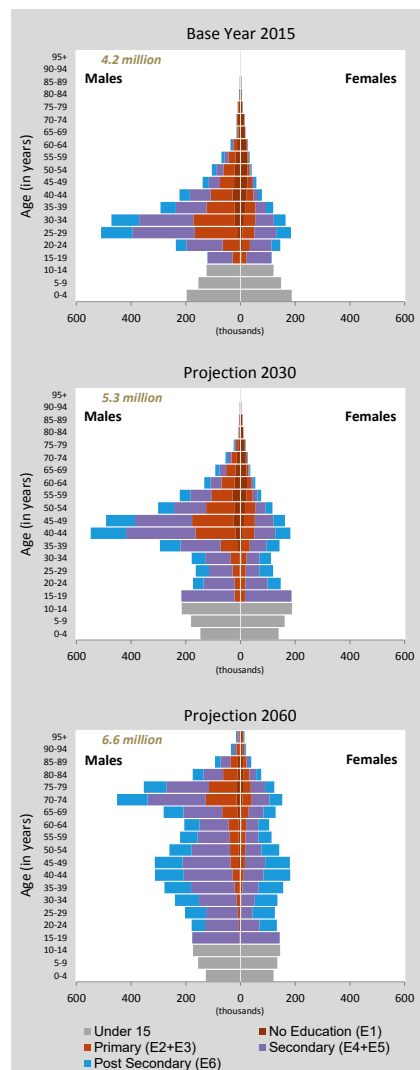 Base Year 2015
4.2 million
Males
Females
Age (in years)
95+
90-94
85-89
80-84
75-79
70-74
65-69
60-64
55-59
50-54
45-49
40-44
35-39
30-34
25-29
20-24
15-19
10-14
5-9
0-4
600 400 200 0 200 400 600
(thousands)
Projection 2030
5.3 million
Males
Females
Age (in years)
95+
90-94
85-89
80-84
75-79
70-74
65-69
60-64
55-59
50-54
45-49
40-44
35-39
30-34
25-29
20-24
15-19
10-14
5-9
0-4
600 400 200 0 200 400 600
(thousands)
Projection 2060
6.6 million
Males
Females
Age (in years)
95+
90-94
85-89
80-84
75-79
70-74
65-69
60-64
55-59
50-54
45-49
40-44
35-39
30-34
25-29
20-24
15-19
10-14
5-9
0-4
600 400 200 0 200 400 600
(thousands)
Under 15
No Education (E1)
Primary (E2+E3)
Secondary (E4+E5)
Post Secondary (E6)